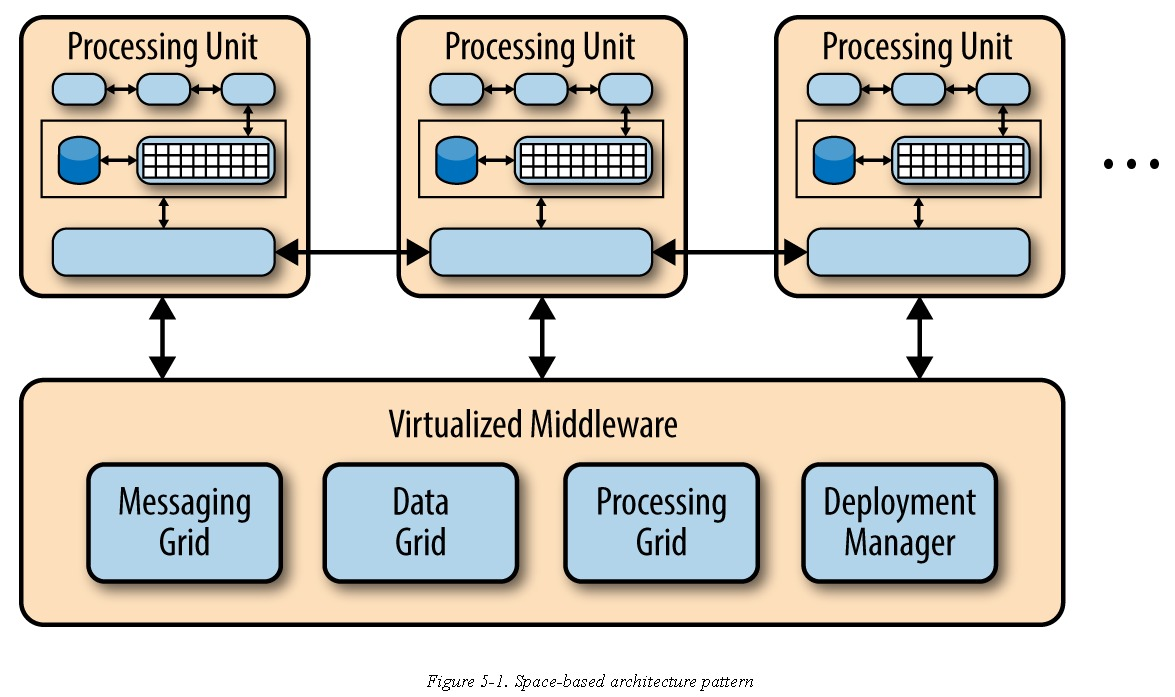 Processing Unit
Processing Unit
Processing Unit
...
Virtualized Middleware
Messaging
Grid
Data
Grid
Processing
Grid
Deployment
Manager
Figure 5-1. Space-based architecture pattern